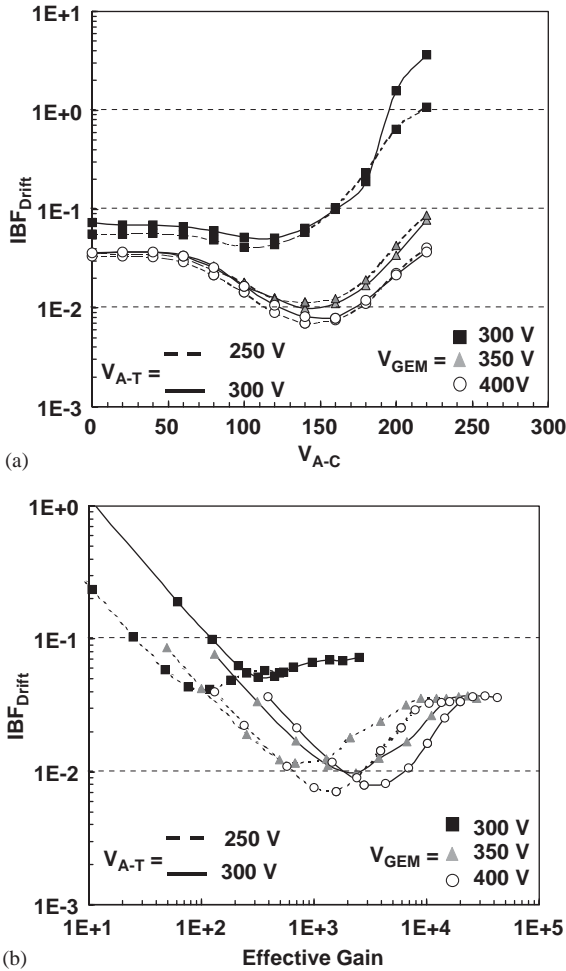 1E+1
1E+0
1E-1
1E-2
1E-3
IBF_Drift
0 50 100 150 200 250 300
V_A-C
V_A-T =
250 V
300 V
V_GEM =
300 V
350 V
400V
(a)
1E+0
1E-1
1E-2
1E-3
IBF_Drift
1E+1 1E+2 1E+3 1E+4 1E+5
Effective Gain
V_A-T =
250 V
300 V
V_GEM =
300 V
350 V
400 V
(b)